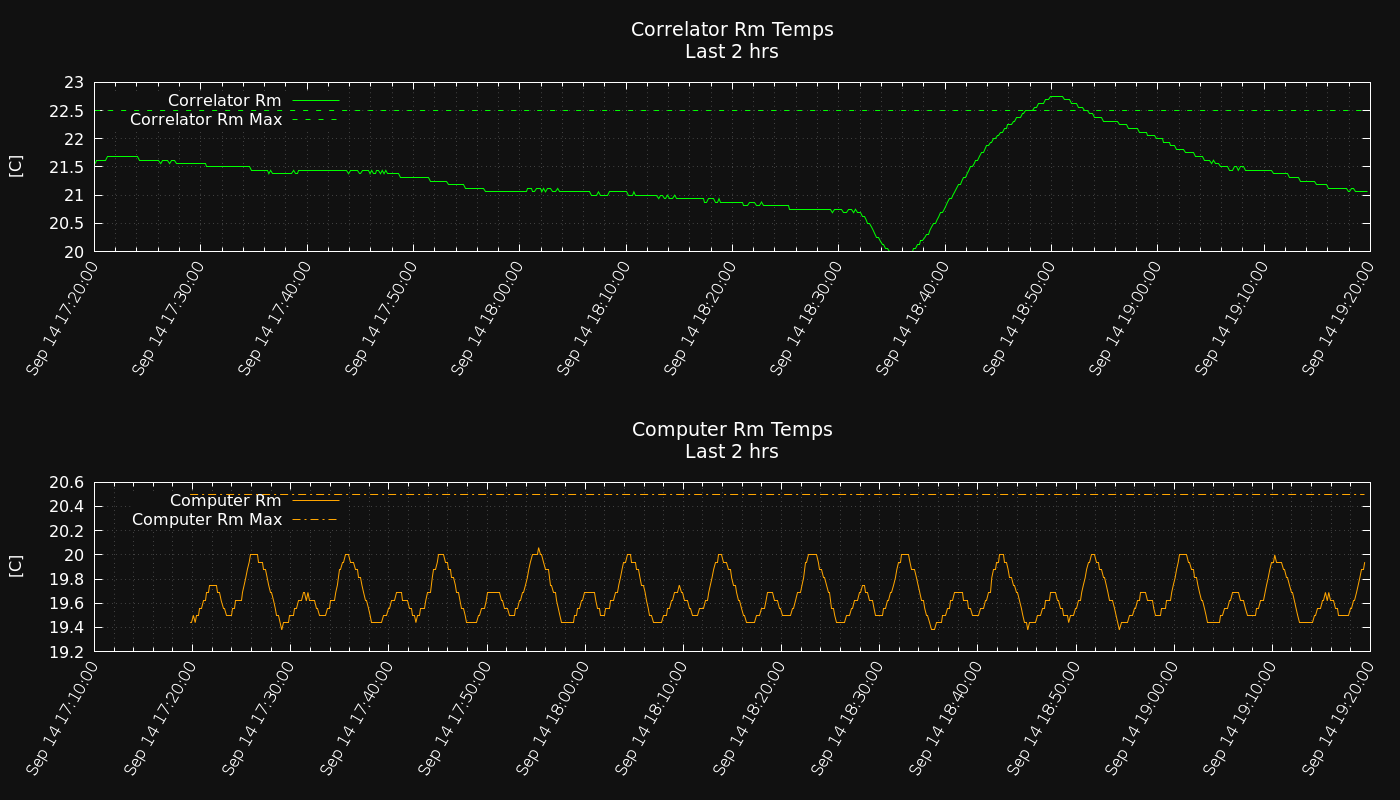 Correlator Rm Temps
Last 2 hrs
23
22.5
22
21.5
21
20.5
20
[C]
Correlator Rm
Correlator Rm Max
Sep 14 17:20:00
Sep 14 17:30:00
Sep 14 17:40:00
Sep 14 17:50:00
Sep 14 18:00:00
Sep 14 18:10:00
Sep 14 18:20:00
Sep 14 18:30:00
Sep 14 18:40:00
Sep 14 18:50:00
Sep 14 19:00:00
Sep 14 19:10:00
Sep 14 19:20:00
Computer Rm Temps
Last 2 hrs
20.6
20.4
20.2
20
19.8
19.6
19.4
19.2
[C]
Computer Rm
Computer Rm Max
Sep 14 17:10:00
Sep 14 17:20:00
Sep 14 17:30:00
Sep 14 17:40:00
Sep 14 17:50:00
Sep 14 18:00:00
Sep 14 18:10:00
Sep 14 18:20:00
Sep 14 18:30:00
Sep 14 18:40:00
Sep 14 18:50:00
Sep 14 19:00:00
Sep 14 19:10:00
Sep 14 19:20:00